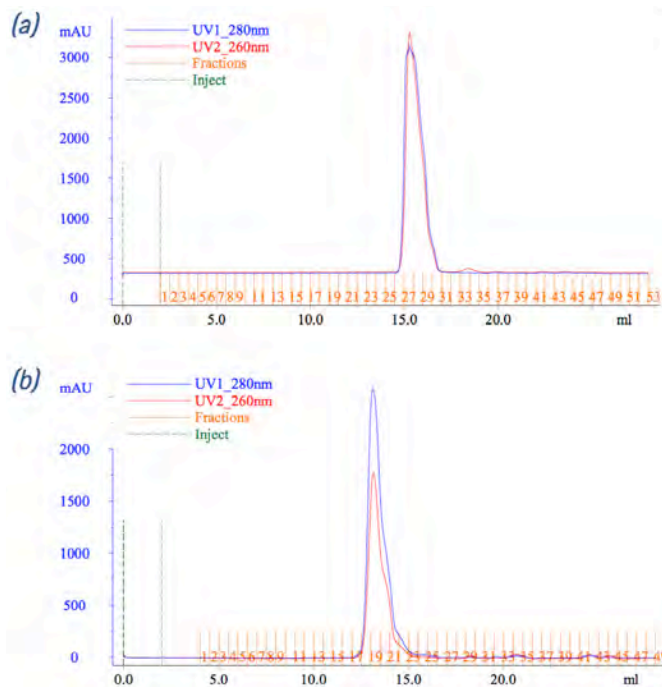 (a)
mAU
UV1_280nm
UV2_260nm
Fractions
Inject
3000
2500
2000
1500
1000
500
0
1 2 3 4 5 6 7 8 9 11 13 15 17 19 21 23 25 27 29 31 33 35 37 39 41 43 45 47 49 51 53
0.0 5.0 10.0 15.0 20.0 ml
(b)
mAU
UV1_280nm
UV2_260nm
Fractions
Inject
2000
1500
1000
500
0
1 2 3 4 5 6 7 8 9 11 13 15 17 19 21 23 25 27 29 31 33 35 37 39 41 43 45 47
0.0 5.0 10.0 15.0 20.0 ml